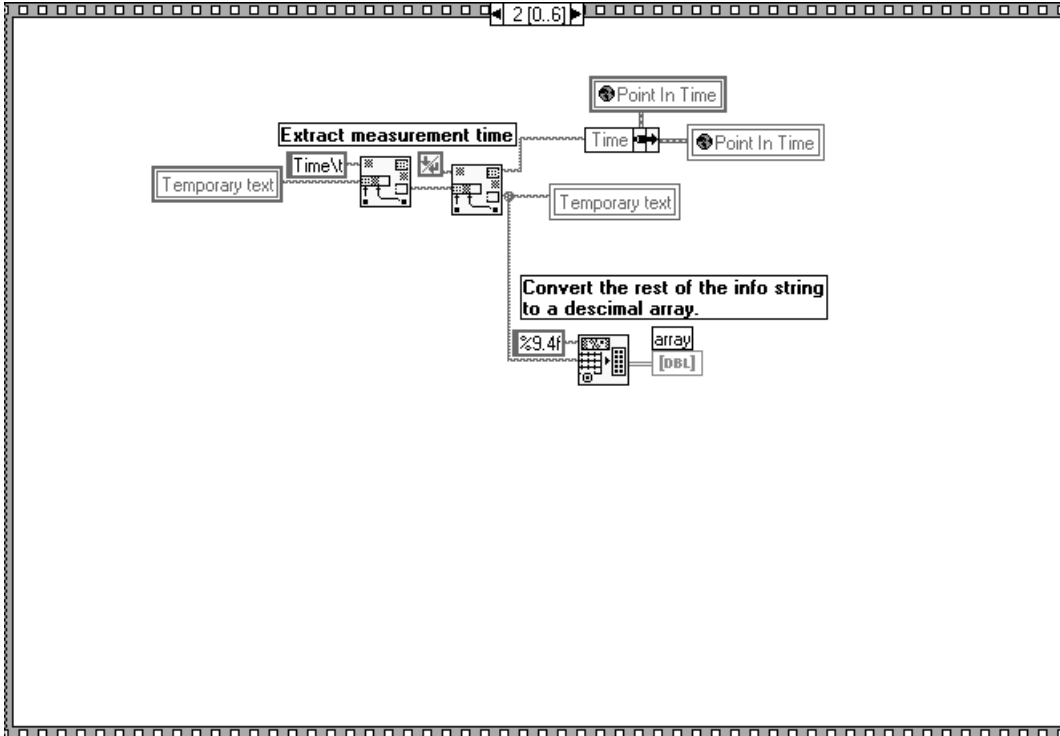 2 [0..6]
Point In Time
Extract measurement time
Time
Point In Time
Time\t
Temporary text
Temporary text
Convert the rest of the info string
to a descimal array.
%9.4f
array
[DBL]